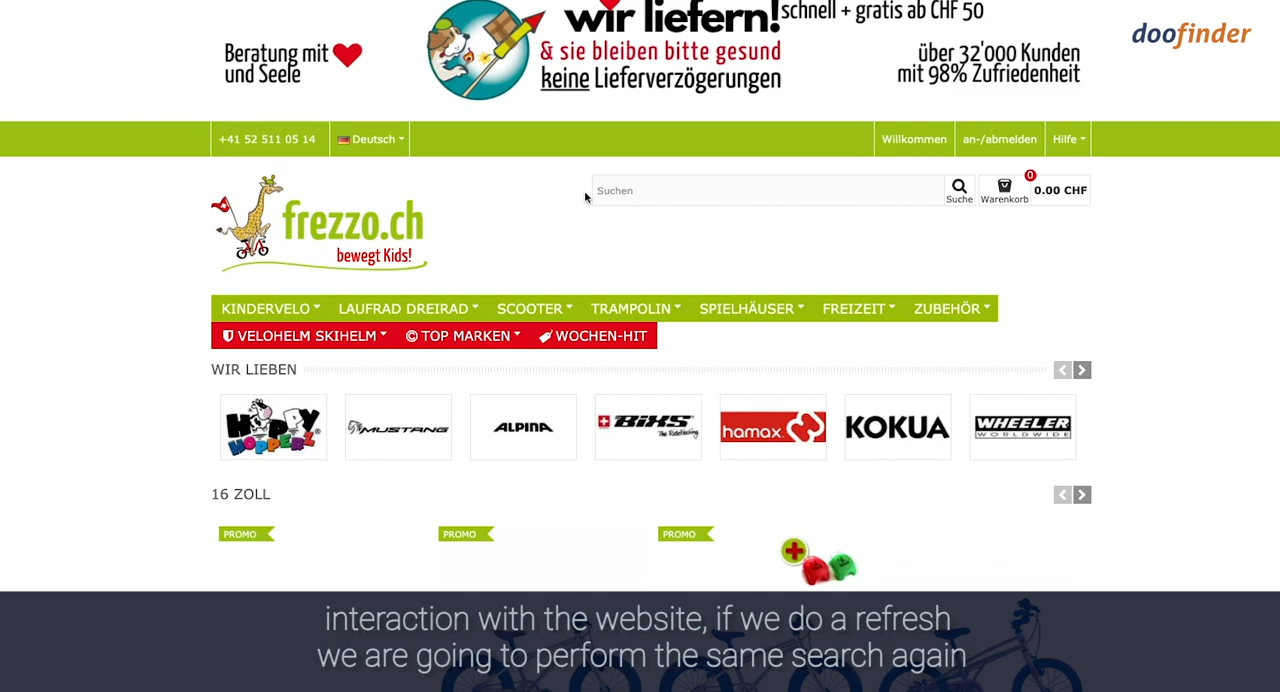 wir liefern!
schnell + gratis ab CHF 50
doofinder
Beratung mit
und Seele
& sie bleiben bitte gesund
keine Lieferverzögerungen
über 32'000 Kunden
mit 98% Zufriedenheit
+41 52 511 05 14
Deutsch
Willkommen
an-/abmelden
Hilfe
Suchen
Suche
0
Warenkorb
0.00 CHF
frezzo.ch
bewegt Kids!
KINDERVELO
LAUFRAD DREIRAD
SCOOTER
TRAMPOLIN
SPIELHÄUSER
FREIZEIT
ZUBEHÖR
VELOHELM SKIHELM
TOP MARKEN
WOCHEN-HIT
WIR LIEBEN
HOPPY
HOPPERZ
MUSTANG
ALPINA
BiXS
The RideTecking
hamax
KOKUA
WHEELER
WORLDWIDE
16 ZOLL
PROMO
PROMO
PROMO
interaction with the website, if we do a refresh
we are going to perform the same search again